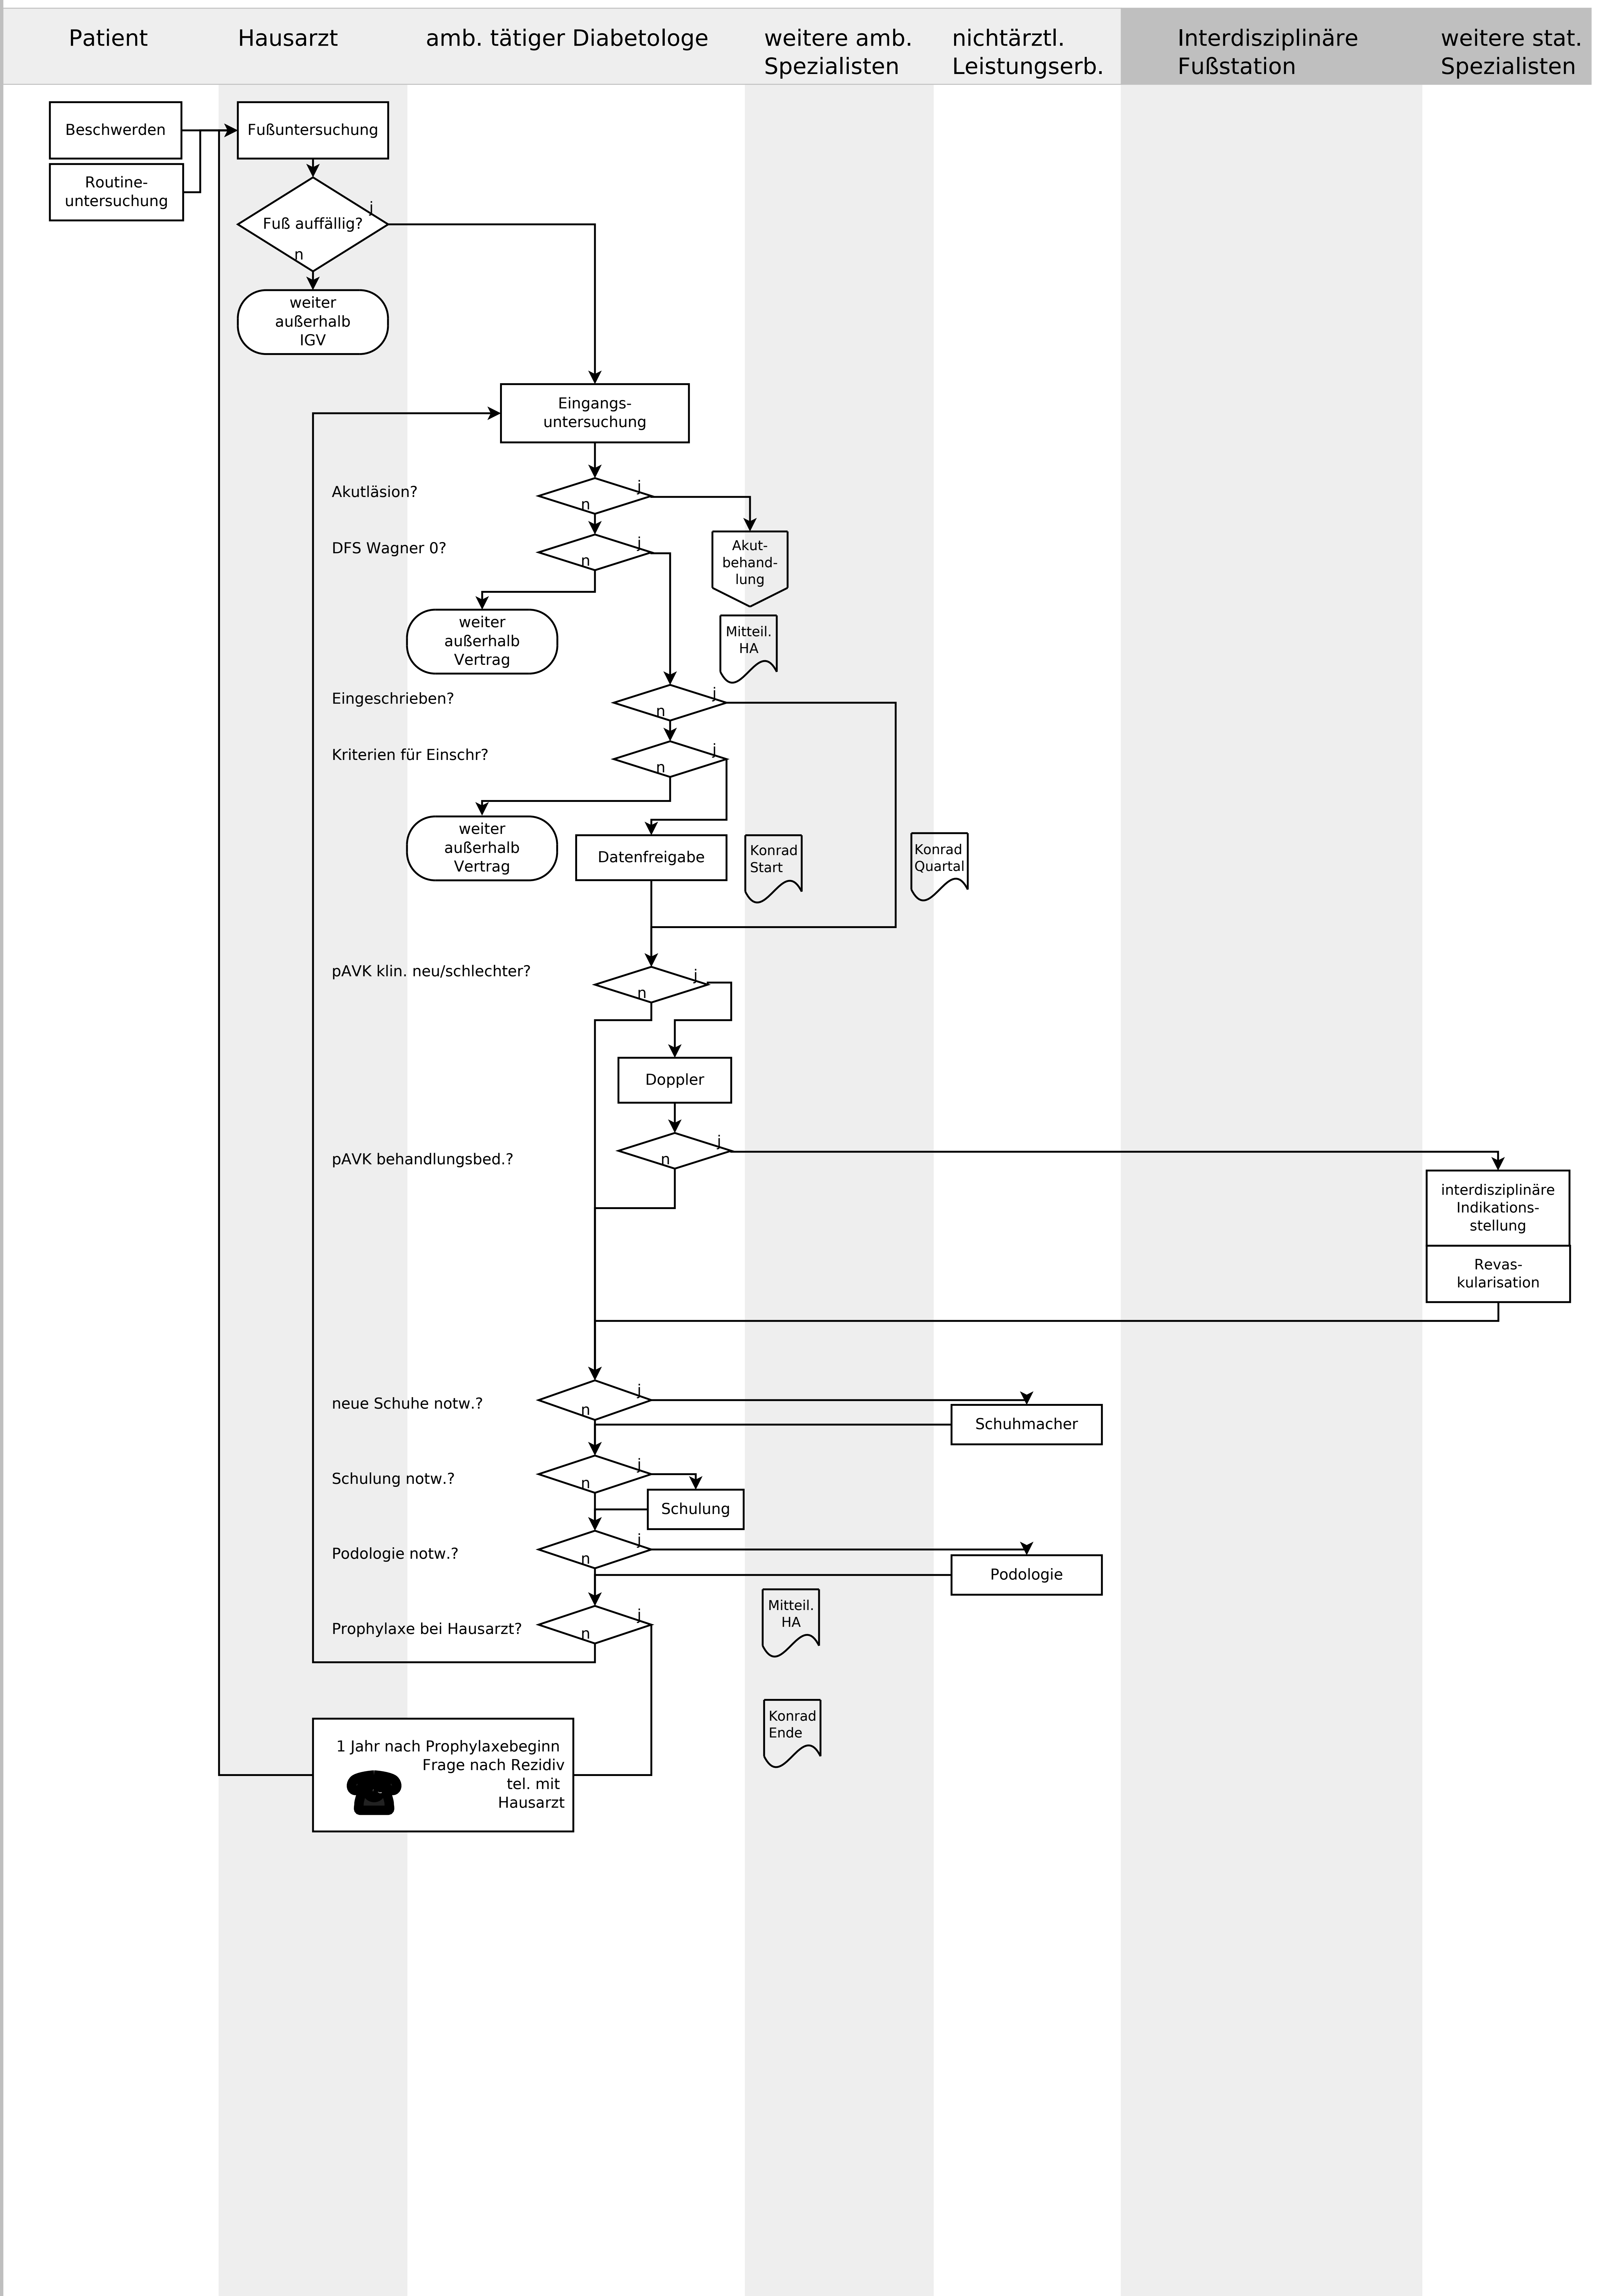 Patient
Hausarzt
amb. tätiger Diabetologe
weitere amb.
Spezialisten
nichtärztl.
Leistungserb.
Interdisziplinäre
Fußstation
weitere stat.
Spezialisten
Beschwerden
Routine-
untersuchung
Fußuntersuchung
j
Fuß auffällig?
n
weiter
außerhalb
IGV
Eingangs-
untersuchung
Akutläsion?
j
n
DFS Wagner 0?
j
n
Akut-
behand-
lung
weiter
außerhalb
Vertrag
Mitteil.
HA
Eingeschrieben?
j
n
Kriterien für Einschr?
j
n
weiter
außerhalb
Vertrag
Datenfreigabe
Konrad
Start
Konrad
Quartal
pAVK klin. neu/schlechter?
j
n
Doppler
pAVK behandlungsbed.?
j
n
interdisziplinäre
Indikations-
stellung
Revas-
kularisation
neue Schuhe notw.?
j
n
Schuhmacher
Schulung notw.?
j
n
Schulung
Podologie notw.?
j
n
Podologie
Prophylaxe bei Hausarzt?
j
n
Mitteil.
HA
Konrad
Ende
1 Jahr nach Prophylaxebeginn
Frage nach Rezidiv
tel. mit
Hausarzt